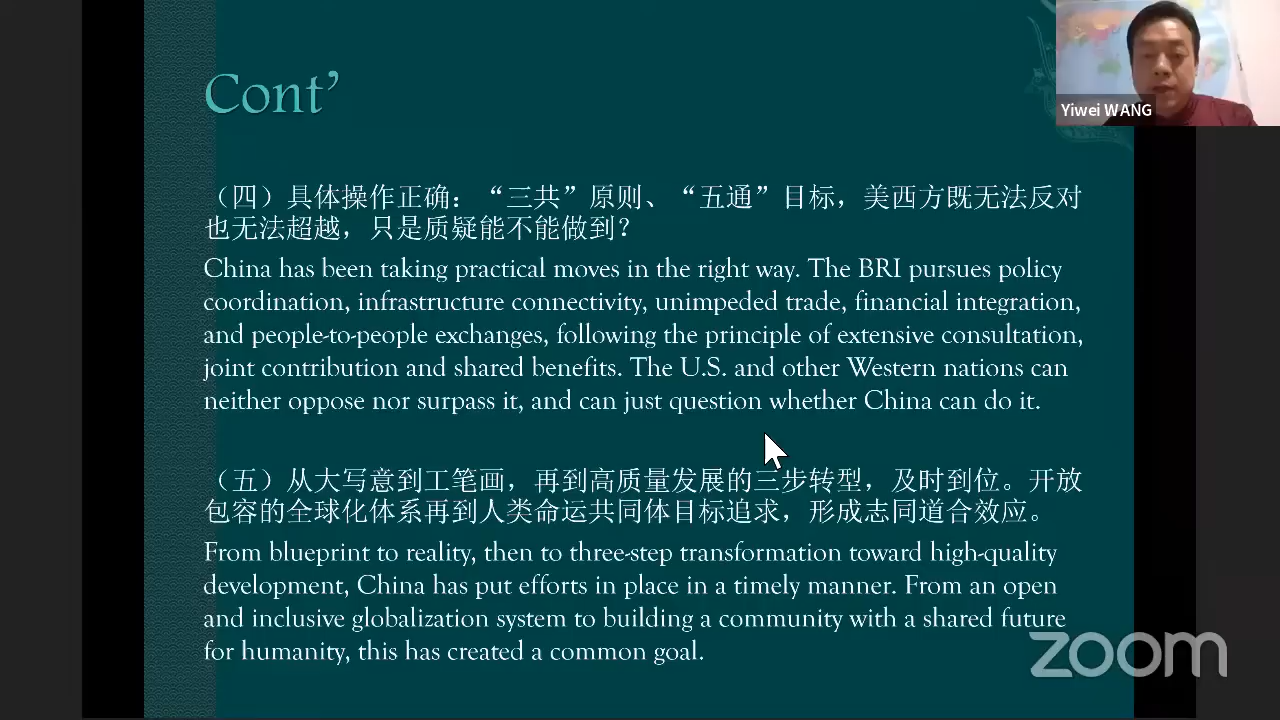 Cont’
Yiwei WANG
（四）具体操作正确：“三共”原则、“五通”目标，美西方既无法反对
也无法超越，只是质疑能不能做到？
China has been taking practical moves in the right way. The BRI pursues policy
coordination, infrastructure connectivity, unimpeded trade, financial integration,
and people-to-people exchanges, following the principle of extensive consultation,
joint contribution and shared benefits. The U.S. and other Western nations can
neither oppose nor surpass it, and can just question whether China can do it.
（五）从大写意到工笔画，再到高质量发展的三步转型，及时到位。开放
包容的全球化体系再到人类命运共同体目标追求，形成志同道合效应。
From blueprint to reality, then to three-step transformation toward high-quality
development, China has put efforts in place in a timely manner. From an open
and inclusive globalization system to building a community with a shared future
for humanity, this has created a common goal.
zoom